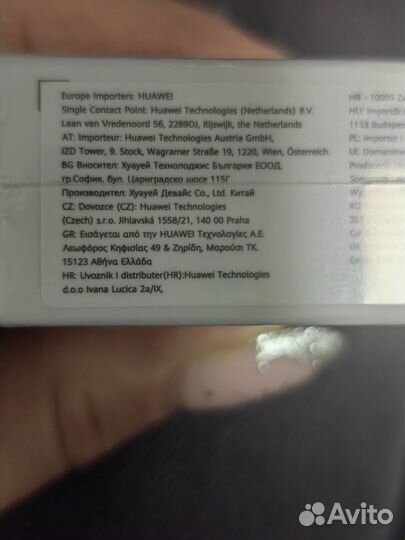 Europe Importers: HUAWEI
Single Contact Point: Huawei Technologies (Netherlands) B.V.
Laan van Vredenoord 56, 2289DJ, Rijswijk, the Netherlands
AT: Importeur: Huawei Technologies Austria GmbH,
IZD Tower, 9. Stock, Wagramer Straße 19, 1220, Wien, Österreich.
BG Вносител: Хуауей Технолоджис България ЕООД,
гр.София, бул. Цариградско шосе 115Г
Производител: Хуауей Девайс Co., Ltd. Китай
CZ: Dovozce (CZ): Huawei Technologies
(Czech) s.r.o. Jihlavská 1558/21, 140 00 Praha
GR: Εισάγεται από την HUAWEI Τεχνολογίες Α.Ε.
Λεωφόρος Κηφισίας 49 & Ζηρίδη, Μαρούσι ΤΚ.
15123 Αθήνα Ελλάδα
HR: Uvoznik i distributer(HR):Huawei Technologies
d.o.o Ivana Lucica 2a/IX,
HR - 10000
HU: Importőr
1133 Budapes
PL: Importer i
Ul. Domaniew
Avito